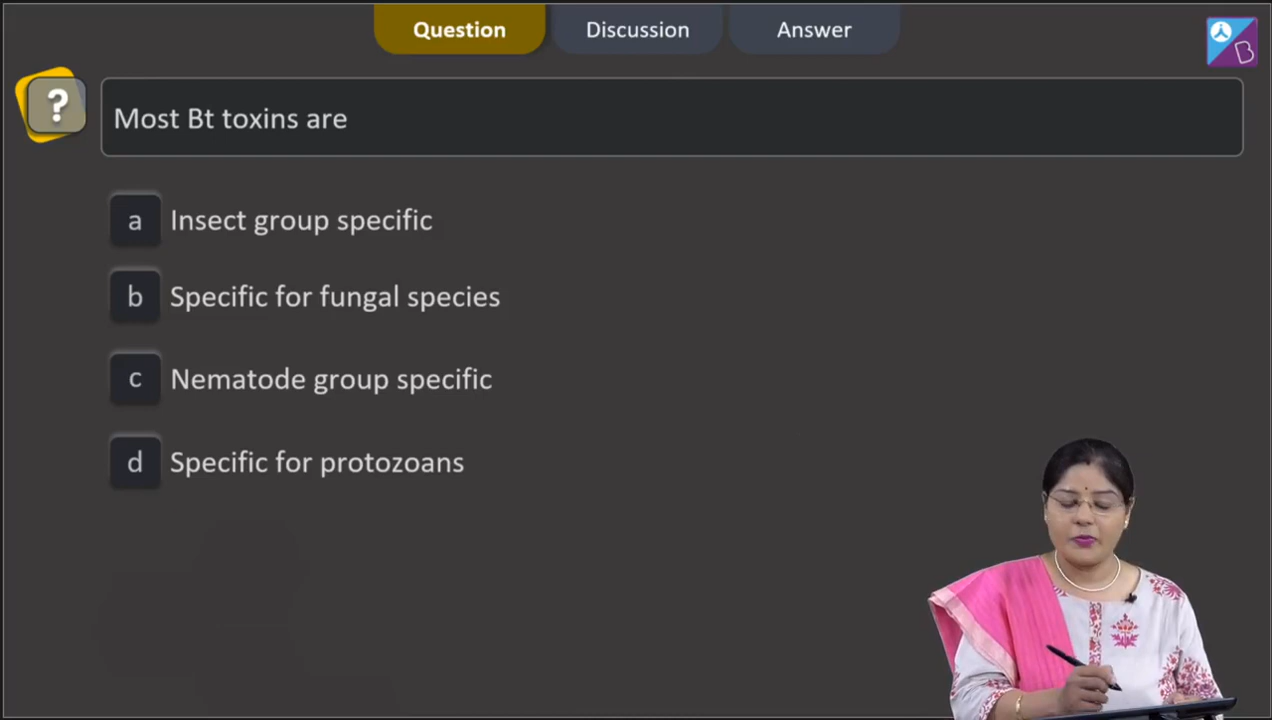 Question Discussion Answer
B
? Most Bt toxins are
a Insect group specific
b Specific for fungal species
c Nematode group specific
d Specific for protozoans